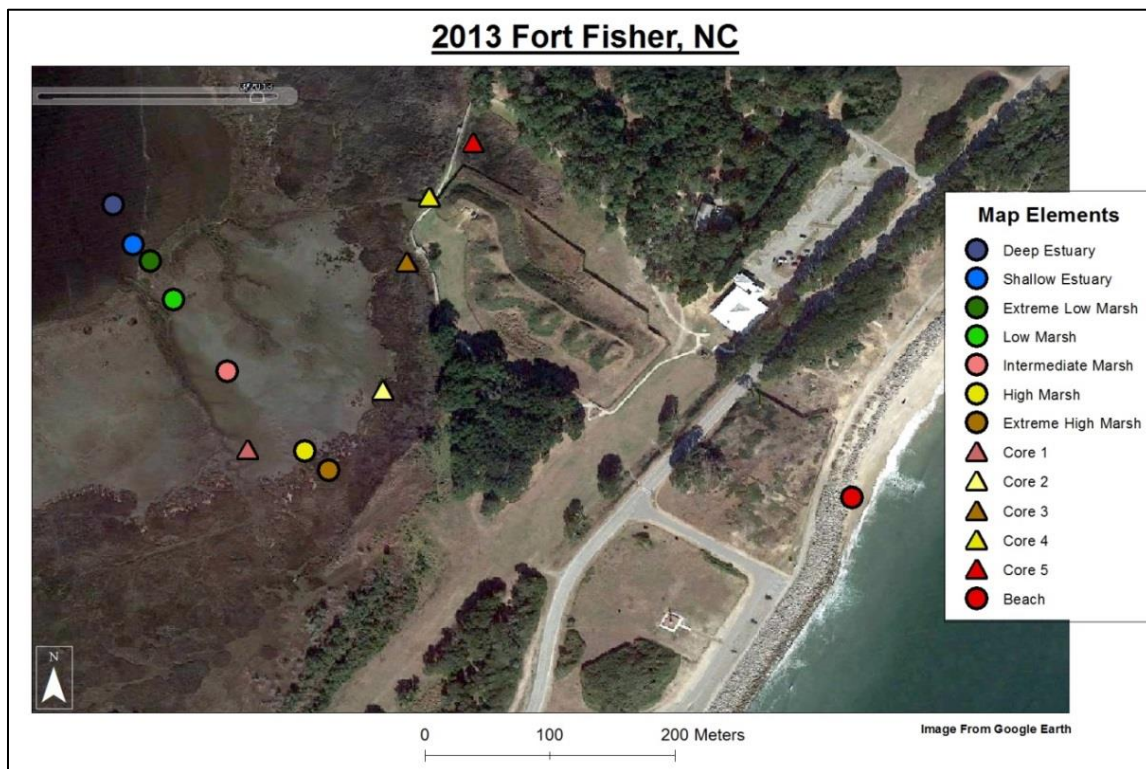 2013 Fort Fisher, NC
Map Elements
Deep Estuary
Shallow Estuary
Extreme Low Marsh
Low Marsh
Intermediate Marsh
High Marsh
Extreme High Marsh
Core 1
Core 2
Core 3
Core 4
Core 5
Beach
N
0 100 200 Meters
Image From Google Earth